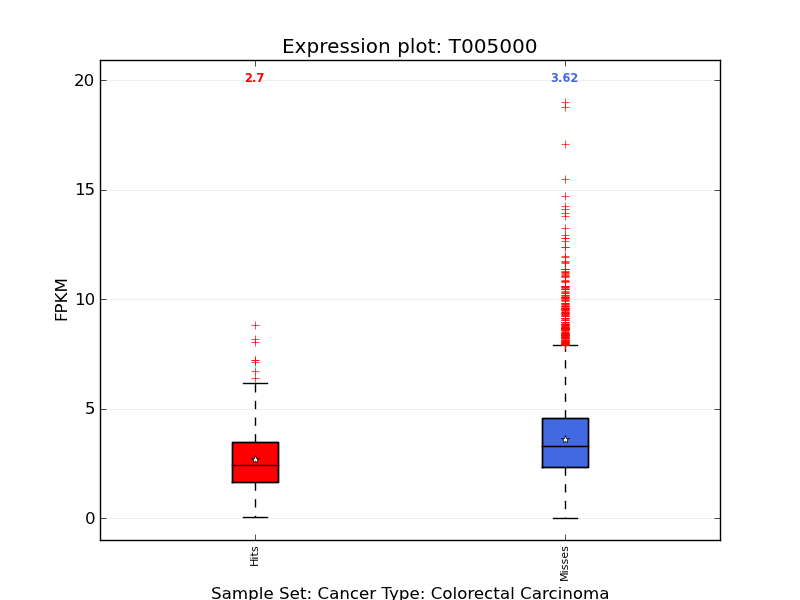 Expression plot: T005000
20
15
10
5
0
FPKM
2.7
3.62
Hits
Misses
Sample Set: Cancer Type: Colorectal Carcinoma